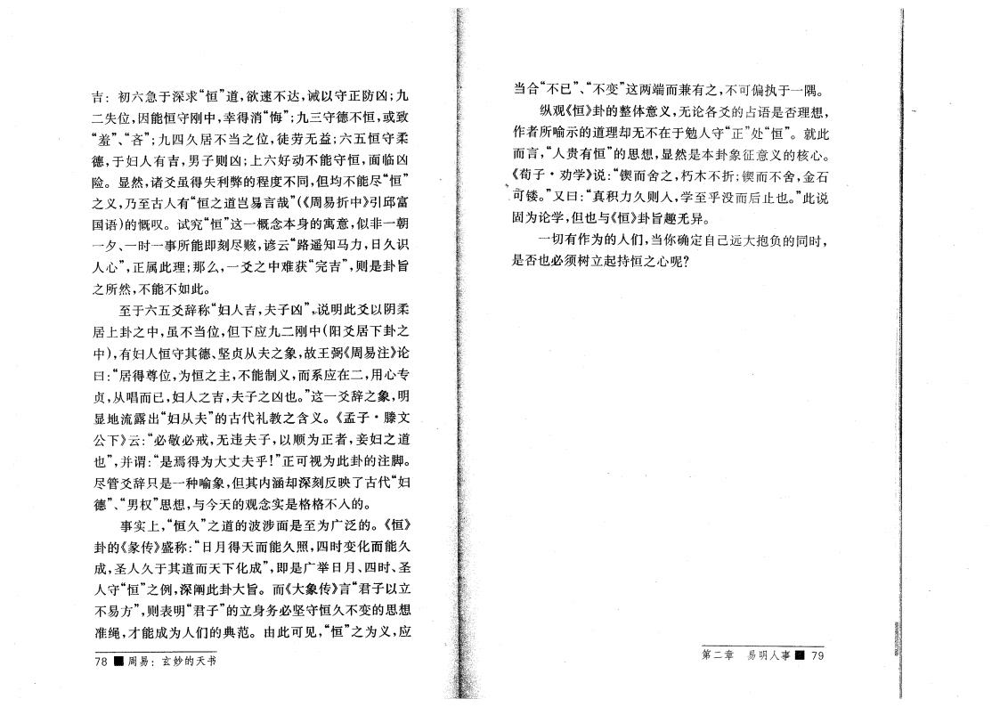 吉：初六急于深求“恒”道，欲速不达，诫以守正防凶；九
二失位，因能恒守刚中，幸得消“悔”；九三守德不恒，或致
“羞”、“吝”；九四久居不当之位，徒劳无益；六五恒守柔
德，于妇人有吉，男子则凶；上六好动不能守恒，面临凶
险。显然，诸爻虽得失利弊的程度不同，但均不能尽“恒”
之义，乃至古人有“恒之道岂易言哉”（《周易折中》引邱富
国语）的慨叹。试究“恒”这一概念本身的寓意，似非一朝
一夕、一时一事所能即刻尽赅，谚云“路遥知马力，日久识
人心”，正属此理；那么，一爻之中难获“完吉”，则是卦旨
之所然，不能不如此。
至于六五爻辞称“妇人吉，夫子凶”，说明此爻以阴柔
居上卦之中，虽不当位，但下应九二刚中（阳爻居下卦之
中），有妇人恒守其德、坚贞从夫之象，故王弼《周易注》论
曰：“居得尊位，为恒之主，不能制义，而系应在二，用心专
贞，从唱而已，妇人之吉，夫子之凶也。”这一爻辞之象，明
显地流露出“妇从夫”的古代礼教之含义。《孟子·滕文
公下》云：“必敬必戒，无违夫子，以顺为正者，妾妇之道
也”，并谓：“是焉得为大丈夫乎！”正可视为此卦的注脚。
尽管爻辞只是一种喻象，但其内涵却深刻反映了古代“妇
德”、“男权”思想，与今天的观念实是格格不入的。
事实上，“恒久”之道的波涉面是至为广泛的。《恒》
卦的《彖传》盛称：“日月得天而能久照，四时变化而能久
成，圣人久于其道而天下化成”，即是广举日月、四时、圣
人守“恒”之例，深阐此卦大旨。而《大象传》言“君子以立
不易方”，则表明“君子”的立身务必坚守恒久不变的思想
准绳，才能成为人们的典范。由此可见，“恒”之为义，应
78 ■ 周易：玄妙的天书
当合“不已”、“不变”这两端而兼有之，不可偏执于一隅。
纵观《恒》卦的整体意义，无论各爻的占语是否理想，
作者所喻示的道理却无不在于勉人守“正”处“恒”。就此
而言，“人贵有恒”的思想，显然是本卦象征意义的核心。
《荀子·劝学》说：“锲而舍之，朽木不折；锲而不舍，金石
可镂。”又曰：“真积力久则入，学至乎没而后止也。”此说
固为论学，但也与《恒》卦旨趣无异。
一切有作为的人们，当你确定自己远大抱负的同时，
是否也必须树立起持恒之心呢？
第二章 易明人事 ■ 79